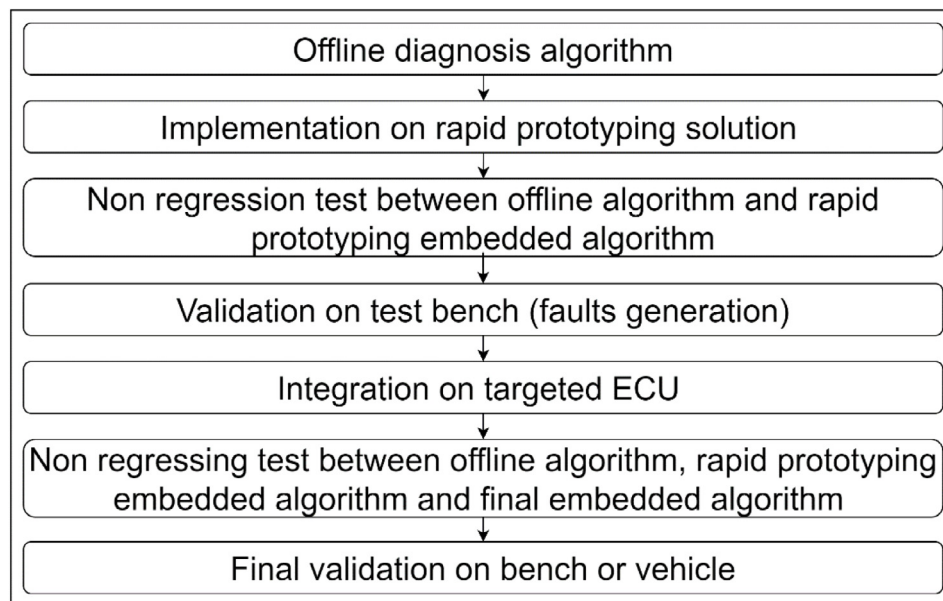 Offline diagnosis algorithm
Implementation on rapid prototyping solution
Non regression test between offline algorithm and rapid
prototyping embedded algorithm
Validation on test bench (faults generation)
Integration on targeted ECU
Non regressing test between offline algorithm, rapid prototyping
embedded algorithm and final embedded algorithm
Final validation on bench or vehicle